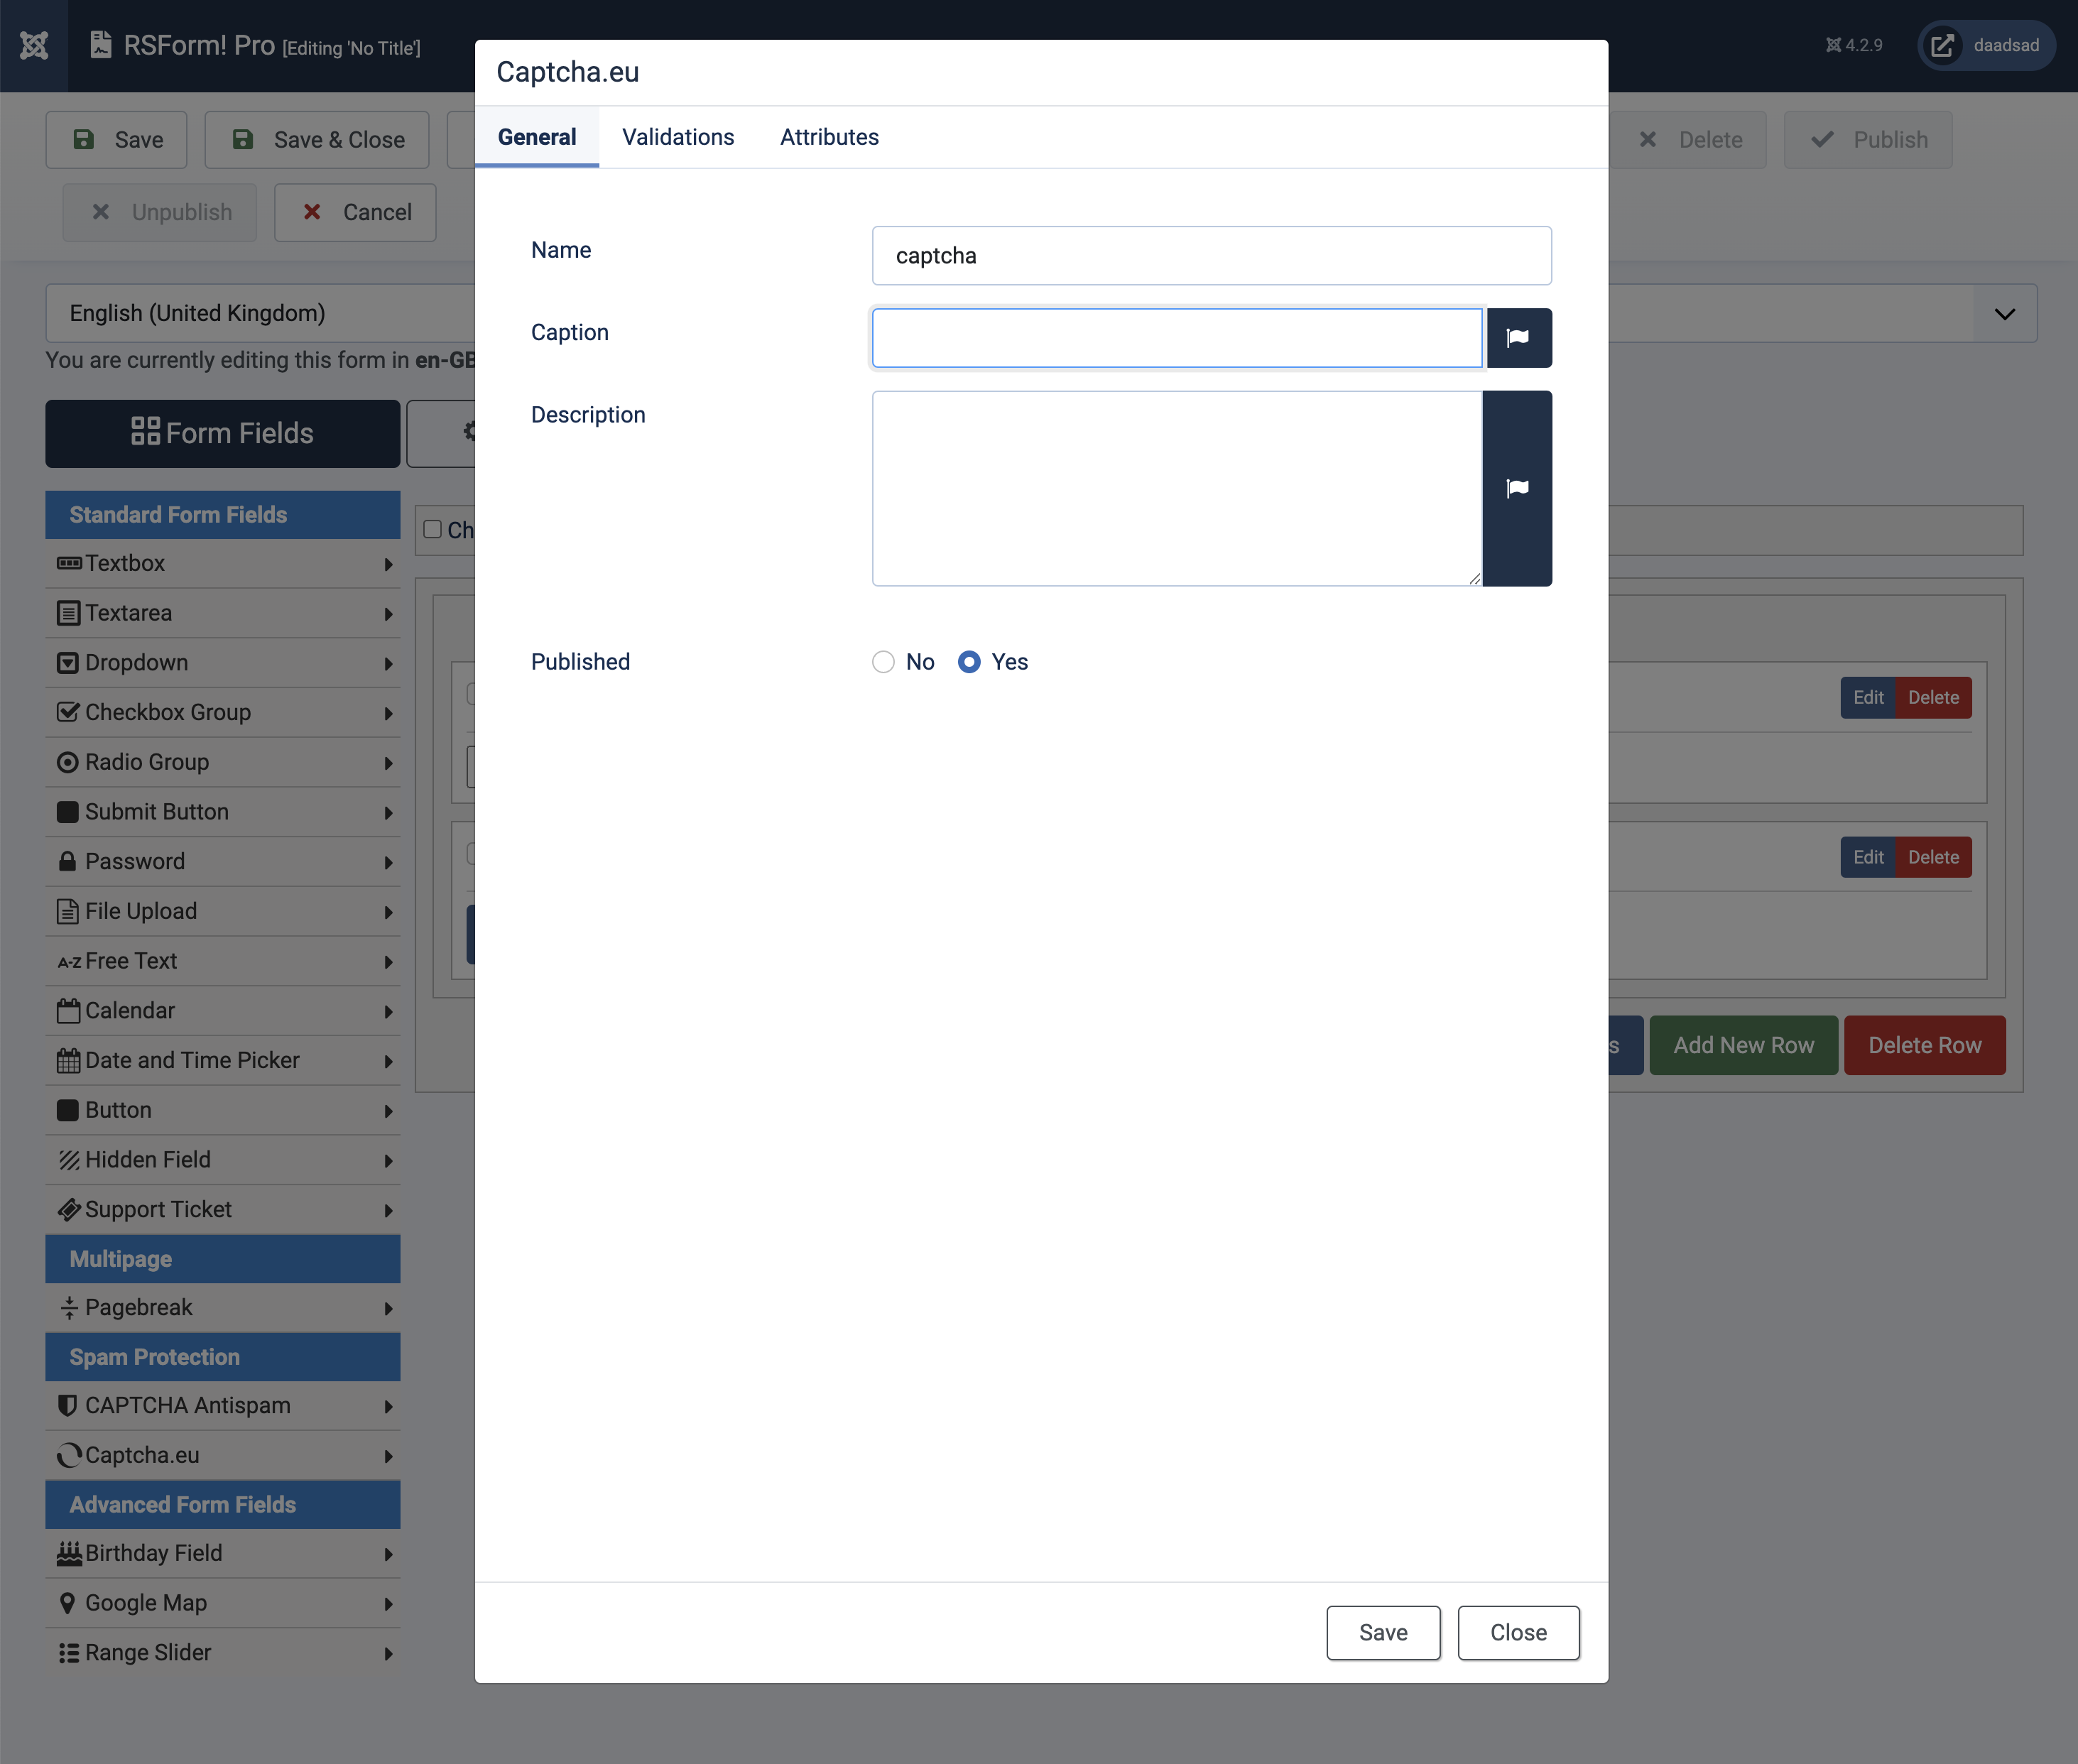 RSForm! Pro [Editing 'No Title']
4.2.9
daadsad
Save
Save & Close
Delete
Publish
Unpublish
Cancel
English (United Kingdom)
You are currently editing this form in en-GB
Form Fields
Standard Form Fields
Textbox
Textarea
Dropdown
Checkbox Group
Radio Group
Submit Button
Password
File Upload
A-Z Free Text
Calendar
Date and Time Picker
Button
Hidden Field
Support Ticket
Multipage
Pagebreak
Spam Protection
CAPTCHA Antispam
Captcha.eu
Advanced Form Fields
Birthday Field
Google Map
Range Slider
Captcha.eu
General
Validations
Attributes
Name
captcha
Caption
Description
Published
No
Yes
Save
Close
Edit
Delete
Edit
Delete
Add New Row
Delete Row